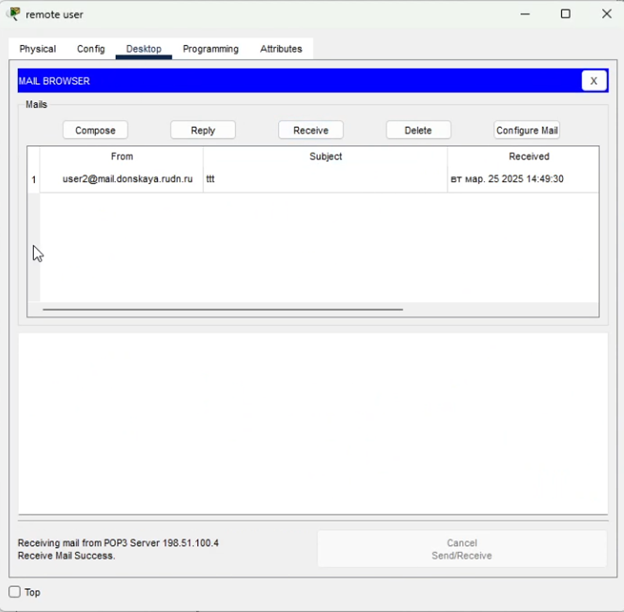 remote user
Physical Config Desktop Programming Attributes
MAIL BROWSER X
Mails
Compose Reply Receive Delete Configure Mail
From Subject Received
1 user2@mail.donskaya.rudn.ru ttt вт мар. 25 2025 14:49:30
Receiving mail from POP3 Server 198.51.100.4
Receive Mail Success.
Cancel
Send/Receive
Top